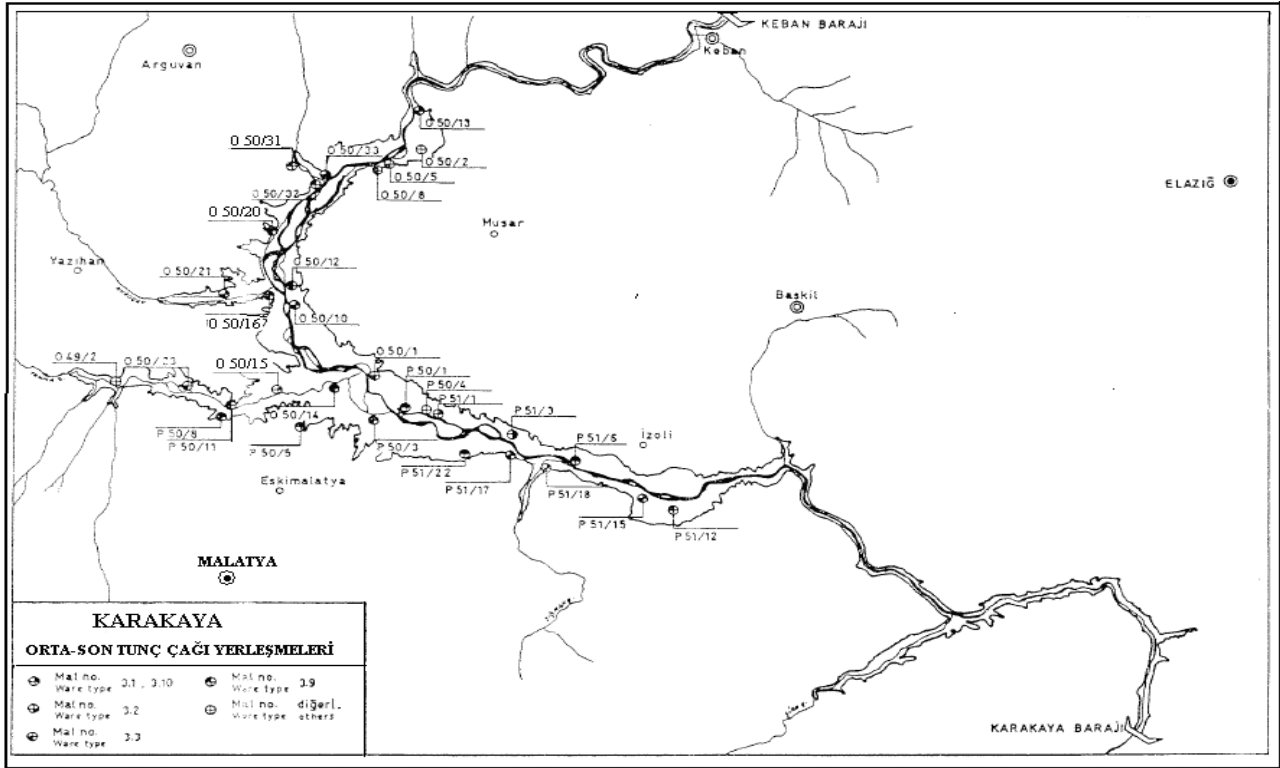 KEBAN BARAJI
Keban
Arguvan
O 50/13
O 50/31
O 50/33
O 50/2
O 50/5
O 50/32
O 50/8
ELAZIĞ
O 50/20
Musar
Yazıhan
O 50/21
O 50/12
Baskil
O 50/16
O 50/10
O 49/2
O 50/15
O 50/1
P 50/1
P 50/4
P 51/1
O 50/14
P 51/3
P 50/8
P 50/11
P 50/5
P 50/3
İzoli
P 51/6
P 51/22
P 51/17
P 51/18
Eskimalatya
P 51/15
P 51/12
MALATYA
KARAKAYA
ORTA-SON TUNÇ ÇAĞI YERLEŞMELERİ
Mal no.
Ware type 3.1 , 3.10
Mal no.
Ware type 3.9
Mal no.
Ware type 3.2
Mal no. diğerl.
Ware type others
Mal no.
Ware type 3.3
KARAKAYA BARAJI